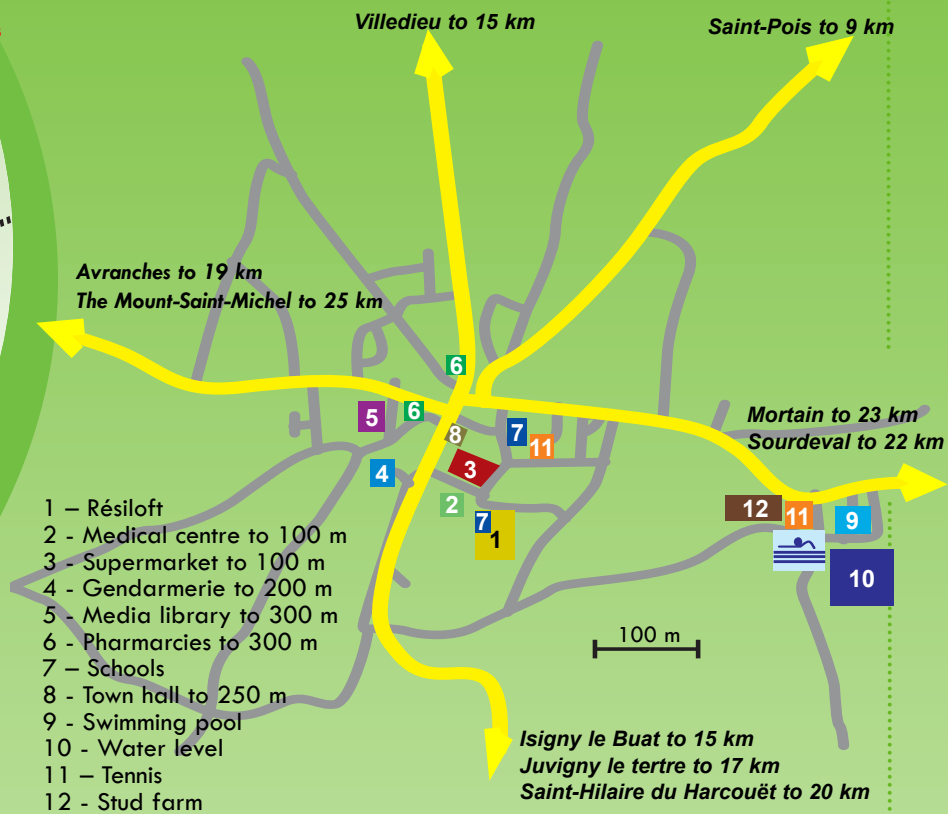 Villedieu to 15 km
Saint-Pois to 9 km
Avranches to 19 km
The Mount-Saint-Michel to 25 km
6
5
6
8
7
11
Mortain to 23 km
Sourdeval to 22 km
4
3
2
7
1
12
11
9
10
1 – Résiloft
2 - Medical centre to 100 m
3 - Supermarket to 100 m
4 - Gendarmerie to 200 m
5 - Media library to 300 m
6 - Pharmarcies to 300 m
7 – Schools
8 - Town hall to 250 m
9 - Swimming pool
10 - Water level
11 – Tennis
12 - Stud farm
100 m
Isigny le Buat to 15 km
Juvigny le tertre to 17 km
Saint-Hilaire du Harcouët to 20 km